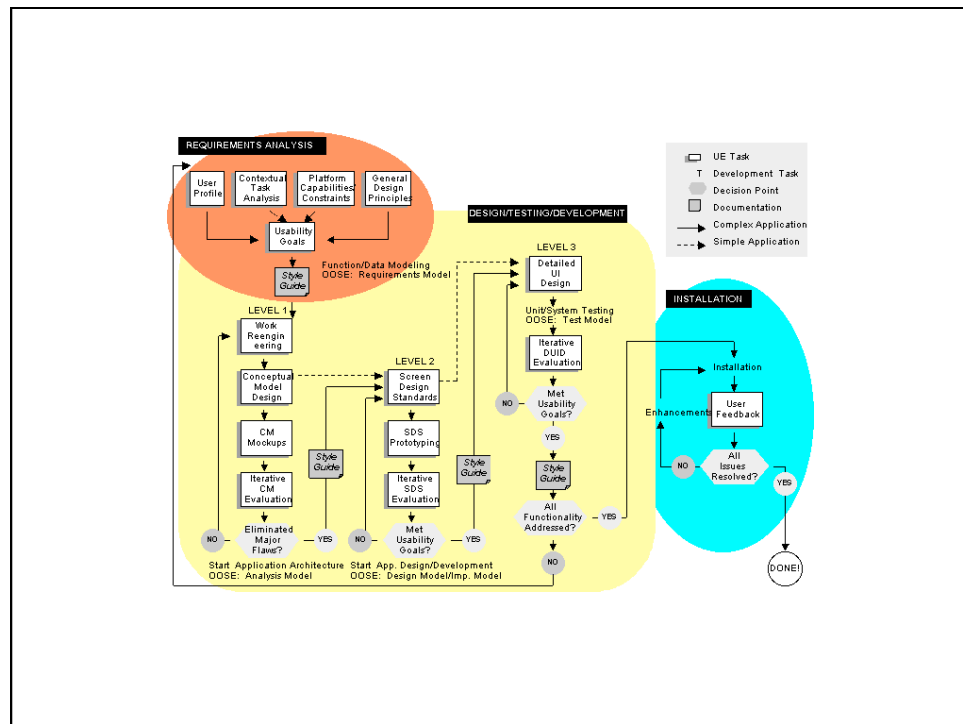 REQUIREMENTS ANALYSIS
User
Profile
Contextual
Task
Analysis
Platform
Capabilities/
Constraints
General
Design
Principles
Usability
Goals
Style
Guide
Function/Data Modeling
OOSE: Requirements Model
UE Task
T Development Task
Decision Point
Documentation
Complex Application
Simple Application
DESIGN/TESTING/DEVELOPMENT
LEVEL 1
Work
Reengin
eering
Conceptual
Model
Design
CM
Mockups
Iterative
CM
Evaluation
Eliminated
Major
Flaws?
NO
YES
Style
Guide
Start Application Architecture
OOSE: Analysis Model
LEVEL 2
Screen
Design
Standards
SDS
Prototyping
Iterative
SDS
Evaluation
Met
Usability
Goals?
NO
YES
Style
Guide
Start App. Design/Development
OOSE: Design Model/Imp. Model
LEVEL 3
Detailed
UI
Design
Unit/System Testing
OOSE: Test Model
Iterative
DUID
Evaluation
Met
Usability
Goals?
NO
YES
Style
Guide
All
Functionality
Addressed?
YES
NO
INSTALLATION
Installation
Enhancements
User
Feedback
All
Issues
Resolved?
NO
YES
DONE!